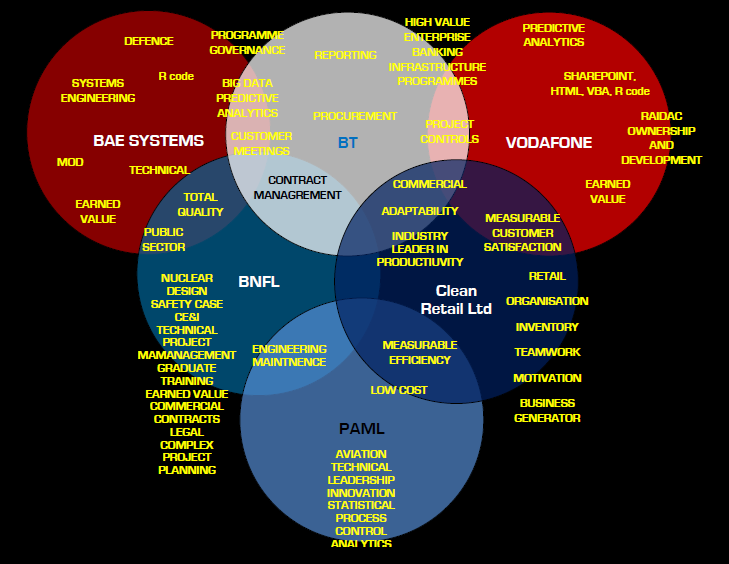 DEFENCE
SYSTEMS
ENGINEERING
R code
BAE SYSTEMS
MOD
TECHNICAL
EARNED
VALUE
PROGRAMME
GOVERNANCE
BIG DATA
PREDICTIVE
ANALYTICS
CUSTOMER
MEETINGS
REPORTING
PROCUREMENT
BT
CONTRACT
MANAGREMENT
HIGH VALUE
ENTERPRISE
BANKING
INFRASTRUCTURE
PROGRAMMES
PROJECT
CONTROLS
PREDICTIVE
ANALYTICS
SHAREPOINT,
HTML, VBA, R code
RAIDAC
OWNERSHIP
AND
DEVELOPMENT
VODAFONE
EARNED
VALUE
TOTAL
QUALITY
PUBLIC
SECTOR
BNFL
NUCLEAR
DESIGN
SAFETY CASE
CE&I
TECHNICAL
PROJECT
MAMANAGEMENT
GRADUATE
TRAINING
EARNED VALUE
COMMERCIAL
CONTRACTS
LEGAL
COMPLEX
PROJECT
PLANNING
COMMERCIAL
ADAPTABILITY
INDUSTRY
LEADER IN
PRODUCTIUVITY
MEASURABLE
CUSTOMER
SATISFACTION
Clean
Retail Ltd
RETAIL
ORGANISATION
INVENTORY
TEAMWORK
MOTIVATION
BUSINESS
GENERATOR
ENGINEERING
MAINTNENCE
MEASURABLE
EFFICIENCY
LOW COST
PAML
AVIATION
TECHNICAL
LEADERSHIP
INNOVATION
STATISTICAL
PROCESS
CONTROL
ANALYTICS